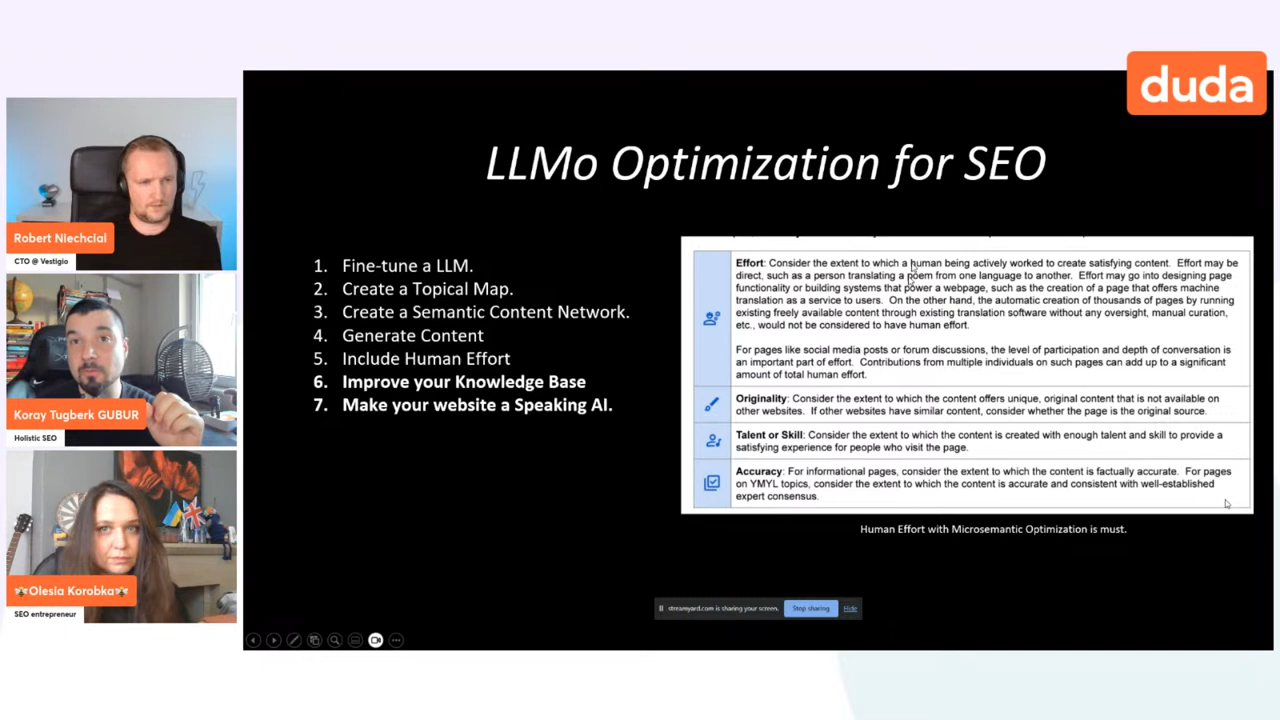 duda
LLMo Optimization for SEO
Robert Niechcial
CTO @ Vestigio
Koray Tugberk GUBUR
Holistic SEO
🐝Olesia Korobka🐝
SEO entrepreneur
1. Fine-tune a LLM.
2. Create a Topical Map.
3. Create a Semantic Content Network.
4. Generate Content
5. Include Human Effort
6. Improve your Knowledge Base
7. Make your website a Speaking AI.
Effort: Consider the extent to which a human being actively worked to create satisfying content. Effort may be
direct, such as a person translating a poem from one language to another. Effort may go into designing page
functionality or building systems that power a webpage, such as the creation of a page that offers machine
translation as a service to users. On the other hand, the automatic creation of thousands of pages by running
existing freely available content through existing translation software without any oversight, manual curation,
etc., would not be considered to have human effort.
For pages like social media posts or forum discussions, the level of participation and depth of conversation is
an important part of effort. Contributions from multiple individuals on such pages can add up to a significant
amount of total human effort.
Originality: Consider the extent to which the content offers unique, original content that is not available on
other websites. If other websites have similar content, consider whether the page is the original source.
Talent or Skill: Consider the extent to which the content is created with enough talent and skill to provide a
satisfying experience for people who visit the page.
Accuracy: For informational pages, consider the extent to which the content is factually accurate. For pages
on YMYL topics, consider the extent to which the content is accurate and consistent with well-established
expert consensus.
Human Effort with Microsemantic Optimization is must.
streamyard.com is sharing your screen.
Stop sharing
Hide